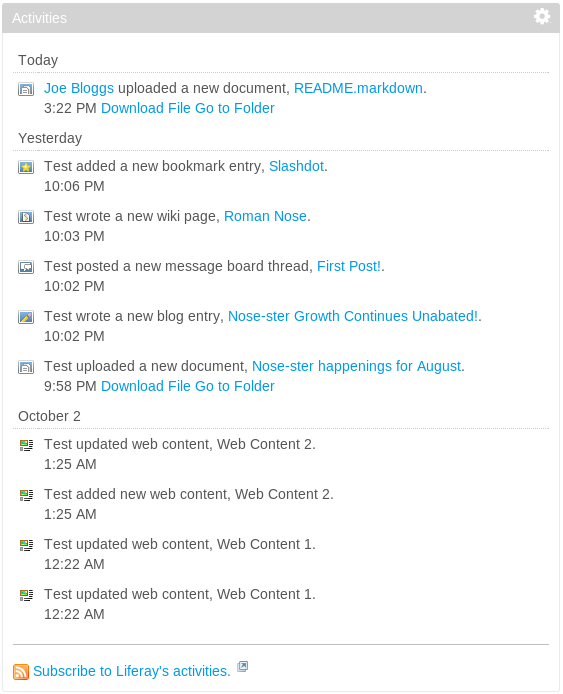 Activities
Today
Joe Bloggs uploaded a new document, README.markdown.
3:22 PM Download File Go to Folder
Yesterday
Test added a new bookmark entry, Slashdot.
10:06 PM
Test wrote a new wiki page, Roman Nose.
10:03 PM
Test posted a new message board thread, First Post!.
10:02 PM
Test wrote a new blog entry, Nose-ster Growth Continues Unabated!.
10:02 PM
Test uploaded a new document, Nose-ster happenings for August.
9:58 PM Download File Go to Folder
October 2
Test updated web content, Web Content 2.
1:25 AM
Test added new web content, Web Content 2.
1:25 AM
Test updated web content, Web Content 1.
12:22 AM
Test updated web content, Web Content 1.
12:22 AM
Subscribe to Liferay's activities.